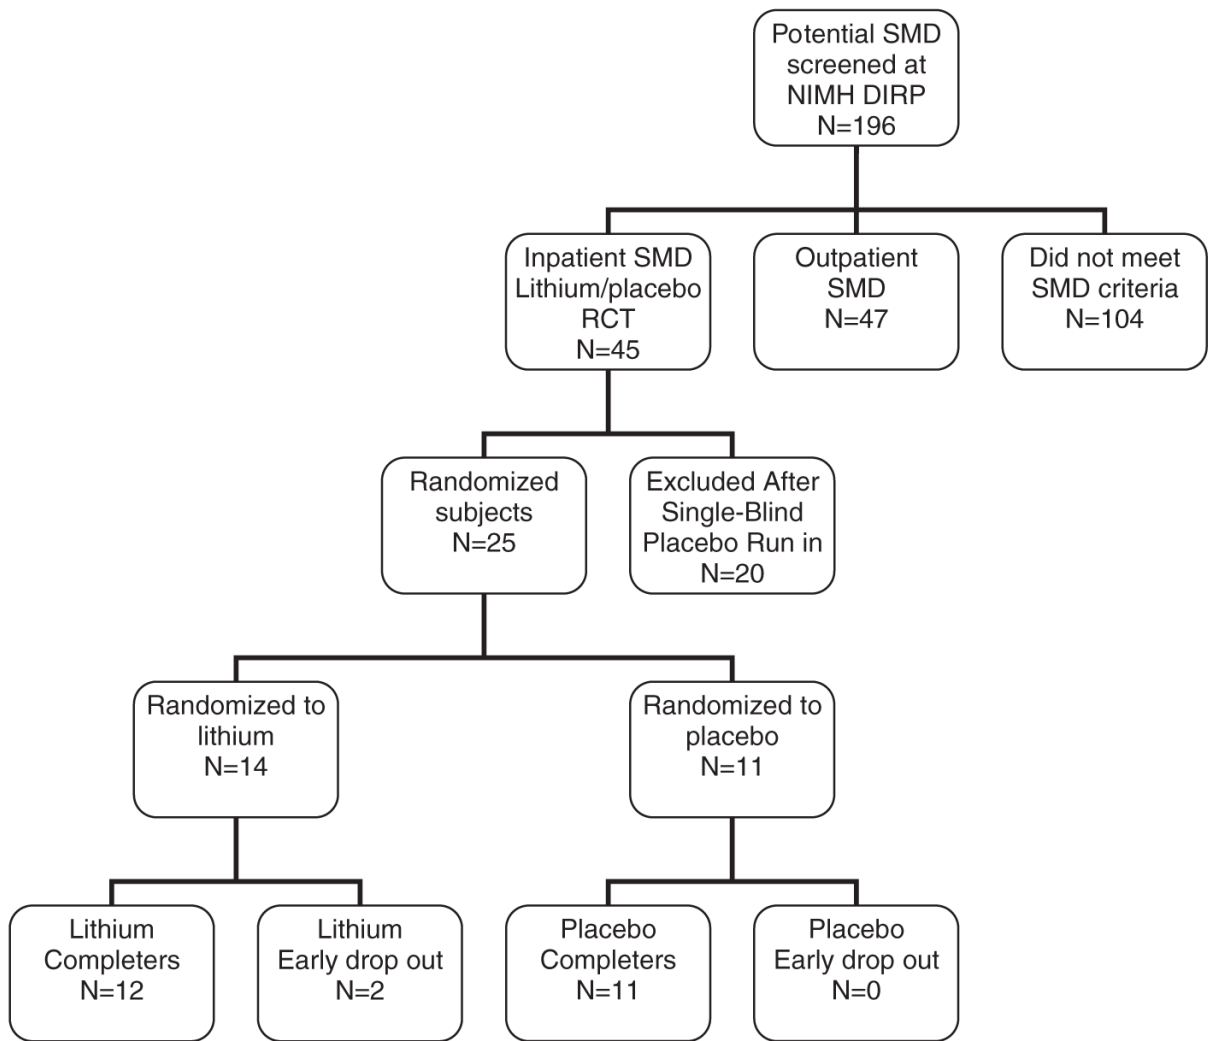 Potential SMD
screened at
NIMH DIRP
N=196
Inpatient SMD
Lithium/placebo
RCT
N=45
Outpatient
SMD
N=47
Did not meet
SMD criteria
N=104
Randomized
subjects
N=25
Excluded After
Single-Blind
Placebo Run in
N=20
Randomized to
lithium
N=14
Randomized to
placebo
N=11
Lithium
Completers
N=12
Lithium
Early drop out
N=2
Placebo
Completers
N=11
Placebo
Early drop out
N=0